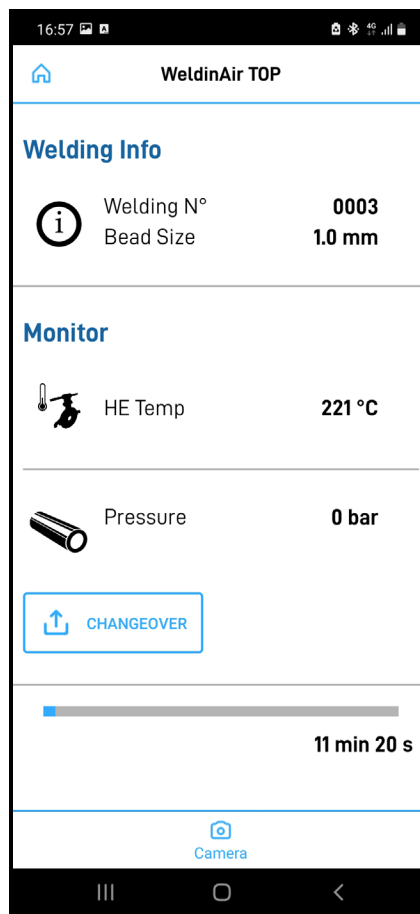 16:57
4G
WeldinAir TOP
Welding Info
Welding N° 0003
Bead Size 1.0 mm
Monitor
HE Temp 221 °C
Pressure 0 bar
CHANGEOVER
11 min 20 s
Camera